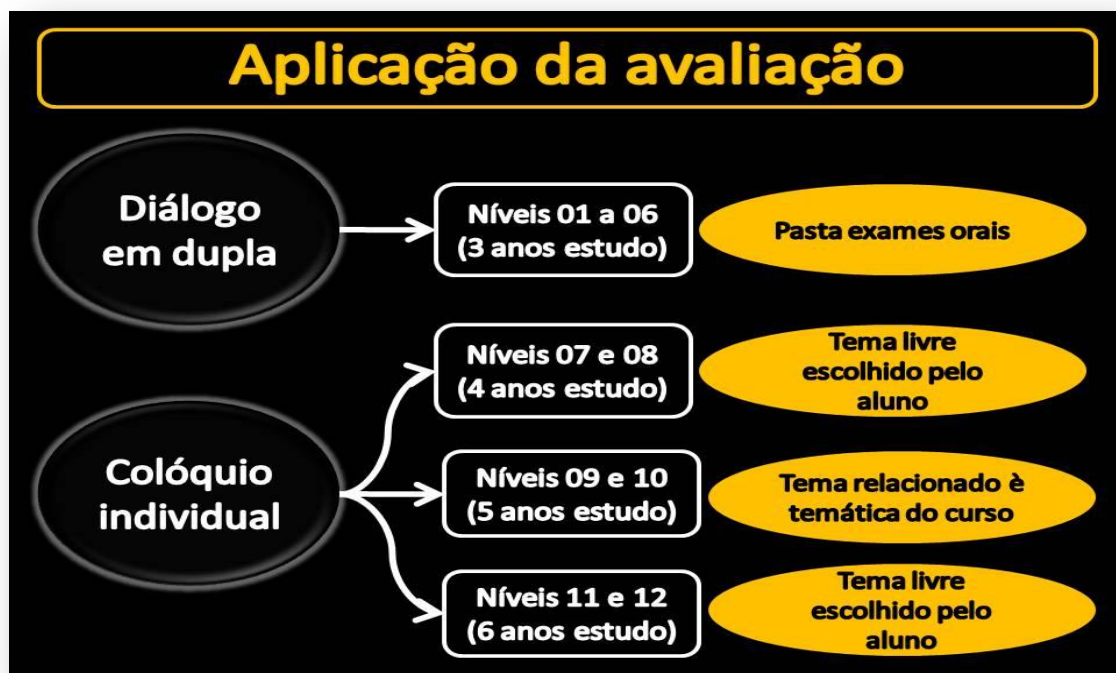 Aplicação da avaliação
Diálogo
em dupla
Níveis 01 a 06
(3 anos estudo)
Pasta exames orais
Colóquio
individual
Níveis 07 e 08
(4 anos estudo)
Tema livre
escolhido pelo
aluno
Níveis 09 e 10
(5 anos estudo)
Tema relacionado è
temática do curso
Níveis 11 e 12
(6 anos estudo)
Tema livre
escolhido pelo
aluno